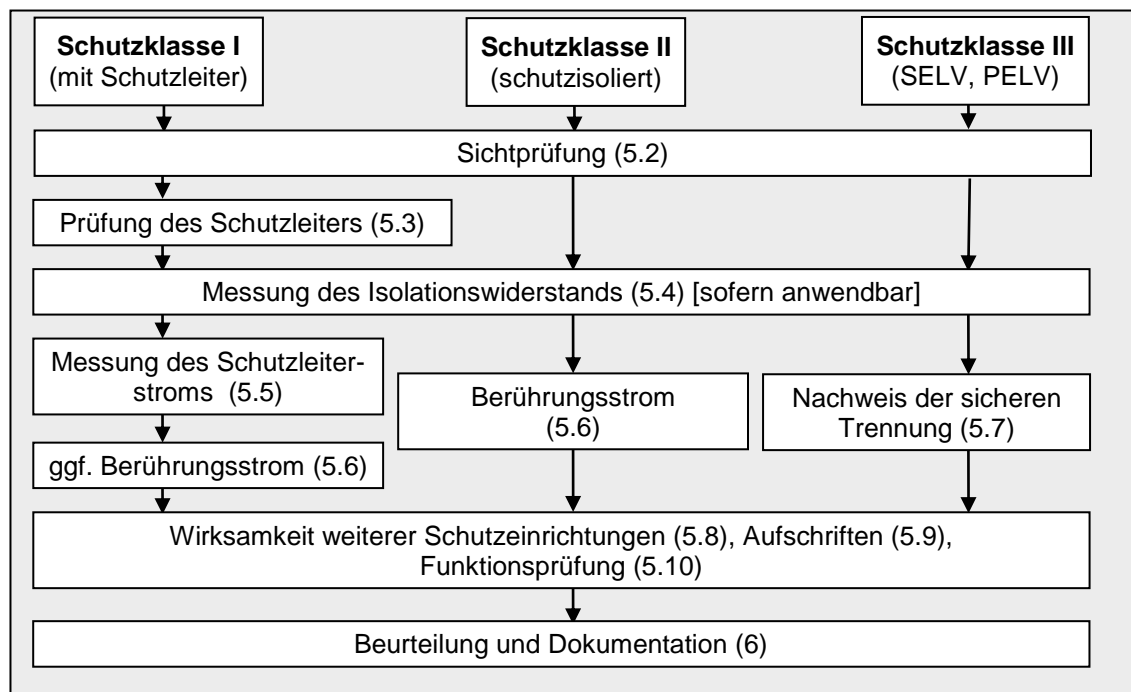 Schutzklasse I
(mit Schutzleiter)
Schutzklasse II
(schutzisoliert)
Schutzklasse III
(SELV, PELV)
Sichtprüfung (5.2)
Prüfung des Schutzleiters (5.3)
Messung des Isolationswiderstands (5.4) [sofern anwendbar]
Messung des Schutzleiter-
stroms (5.5)
Berührungsstrom
(5.6)
Nachweis der sicheren
Trennung (5.7)
ggf. Berührungsstrom (5.6)
Wirksamkeit weiterer Schutzeinrichtungen (5.8), Aufschriften (5.9),
Funktionsprüfung (5.10)
Beurteilung und Dokumentation (6)